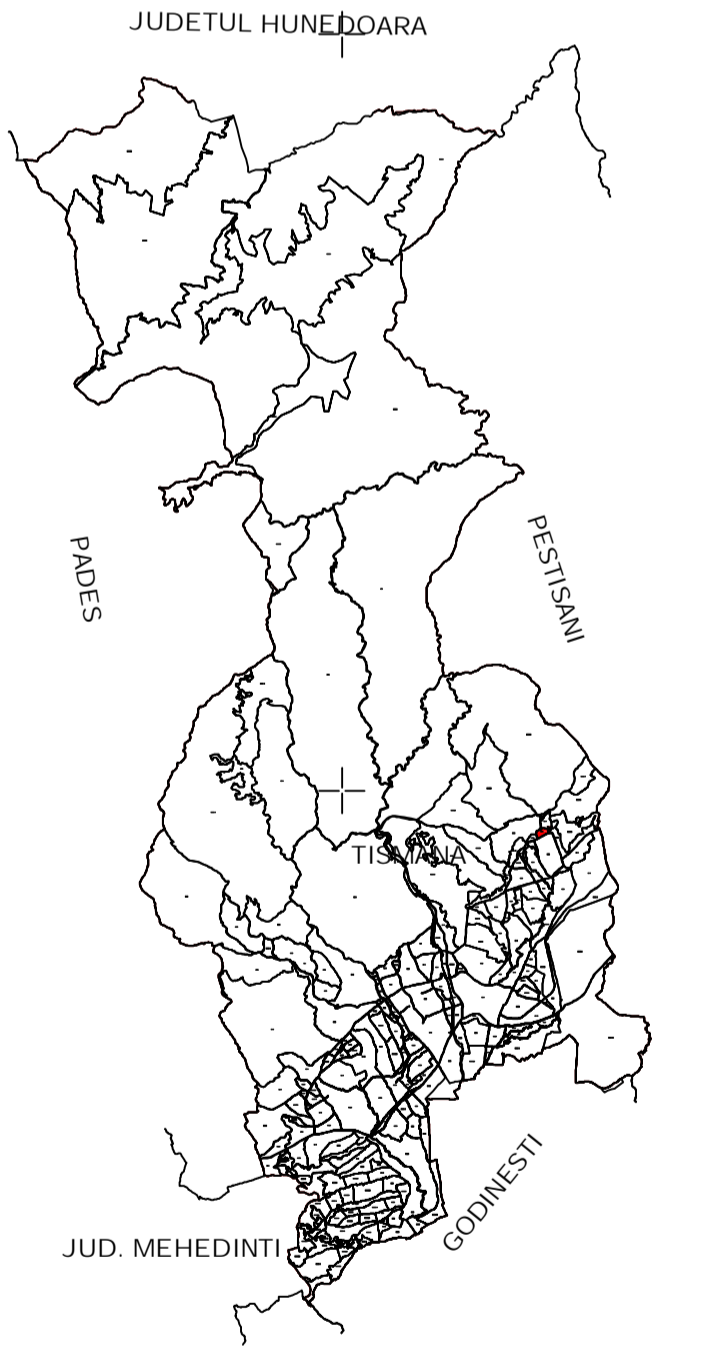 JUDETUL HUNEDOARA
PADES
PESTISANI
TISMANA
GODINESTI
JUD. MEHEDINTI